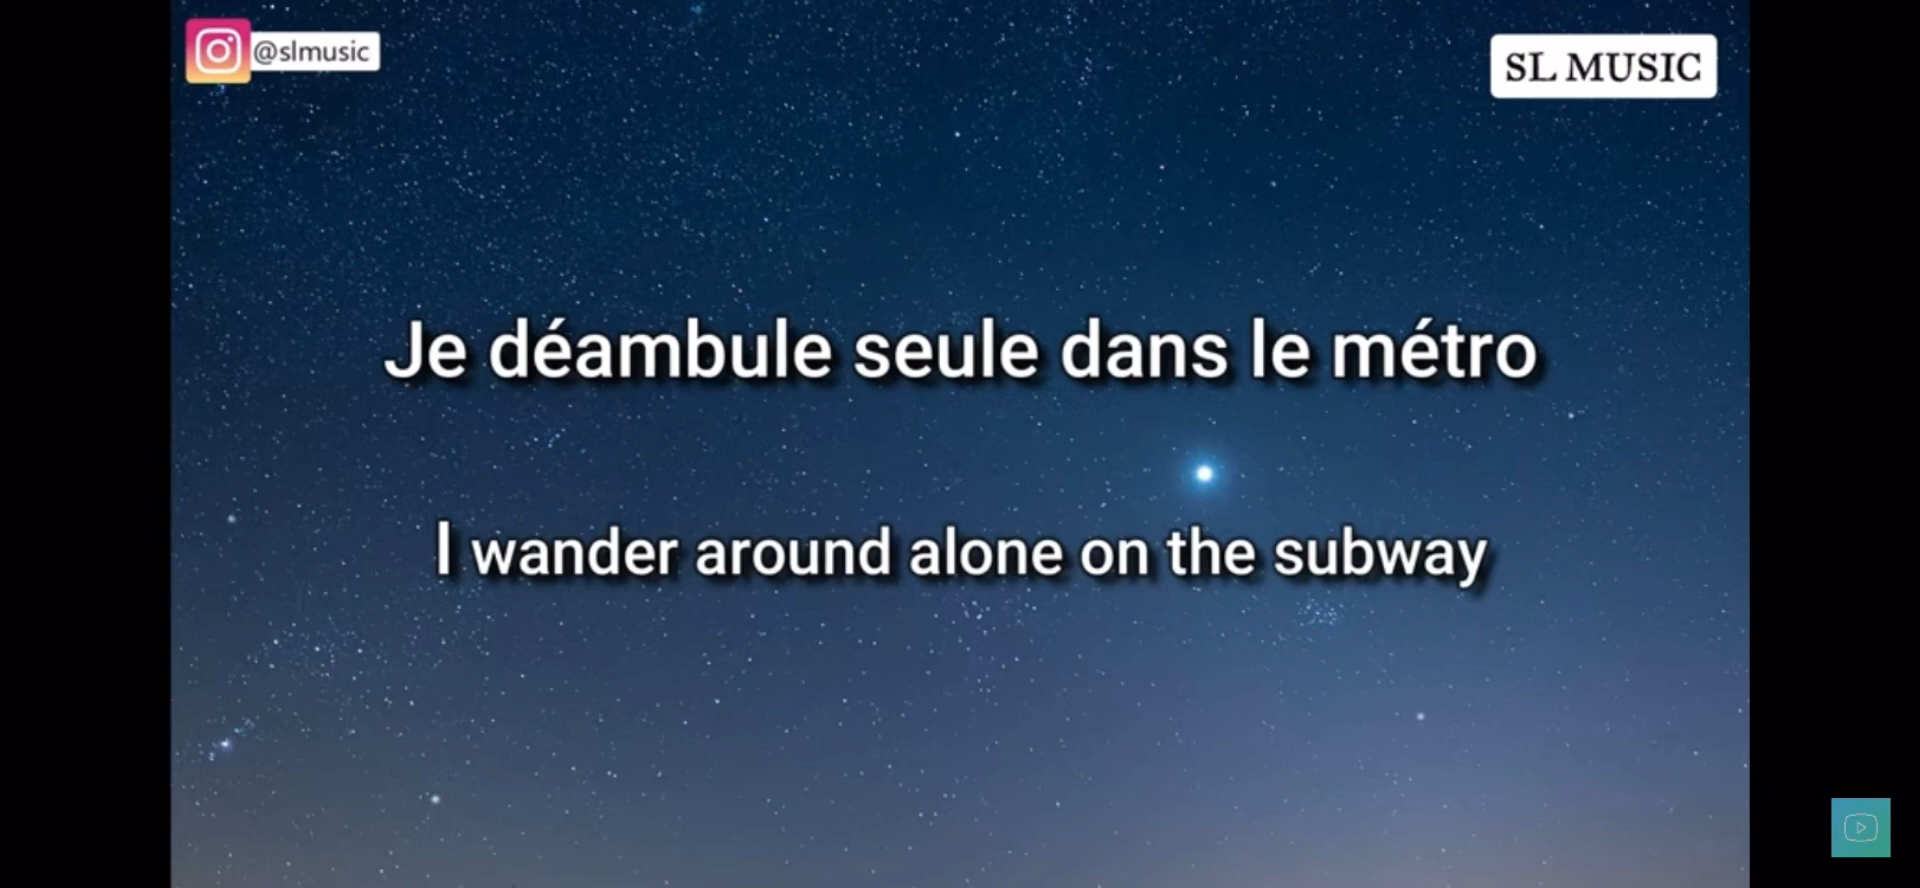 @slmusic
SL MUSIC
Je déambule seule dans le métro
I wander around alone on the subway